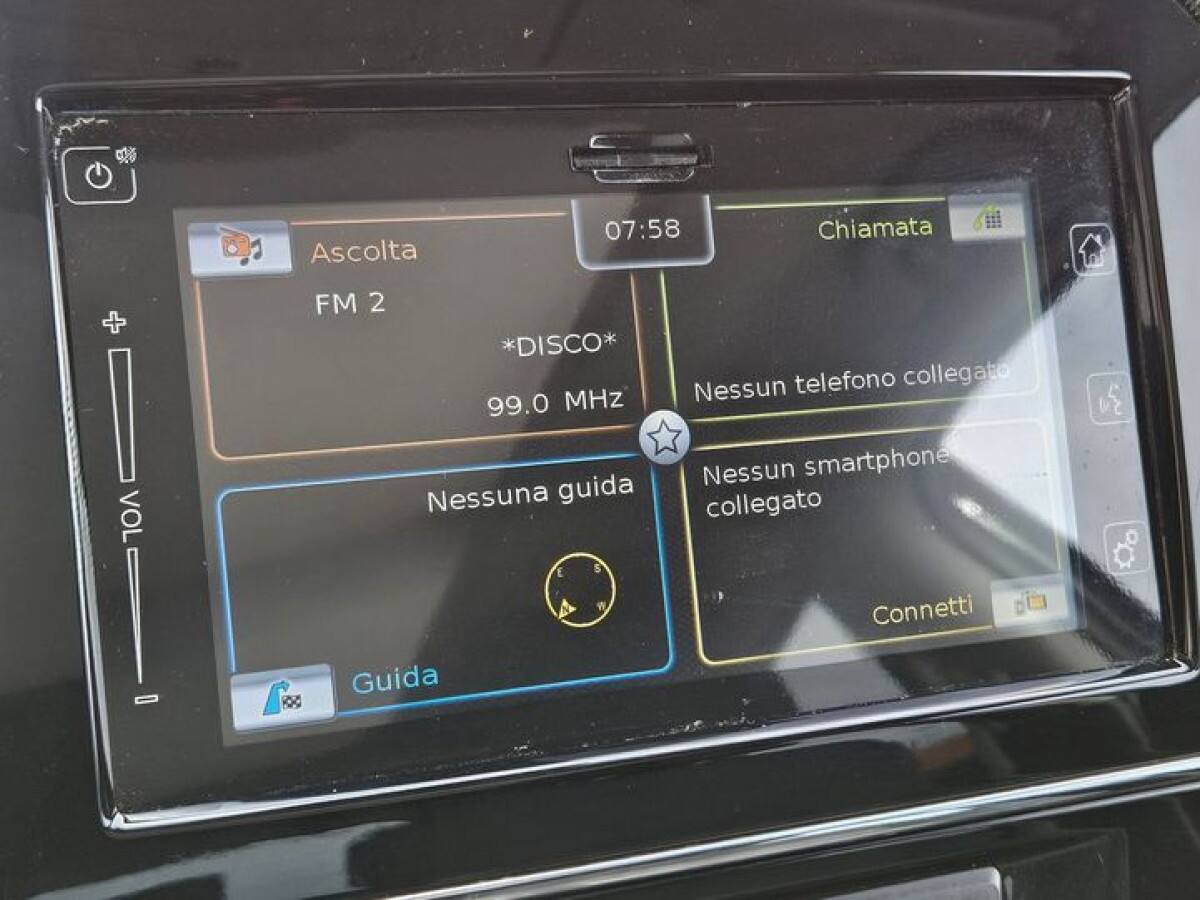 07:58
Ascolta
FM 2
*DISCO*
99.0 MHz
Chiamata
Nessun telefono collegato
Nessuna guida
E S
N W
Guida
Nessun smartphone
collegato
Connetti
+
VOL
-